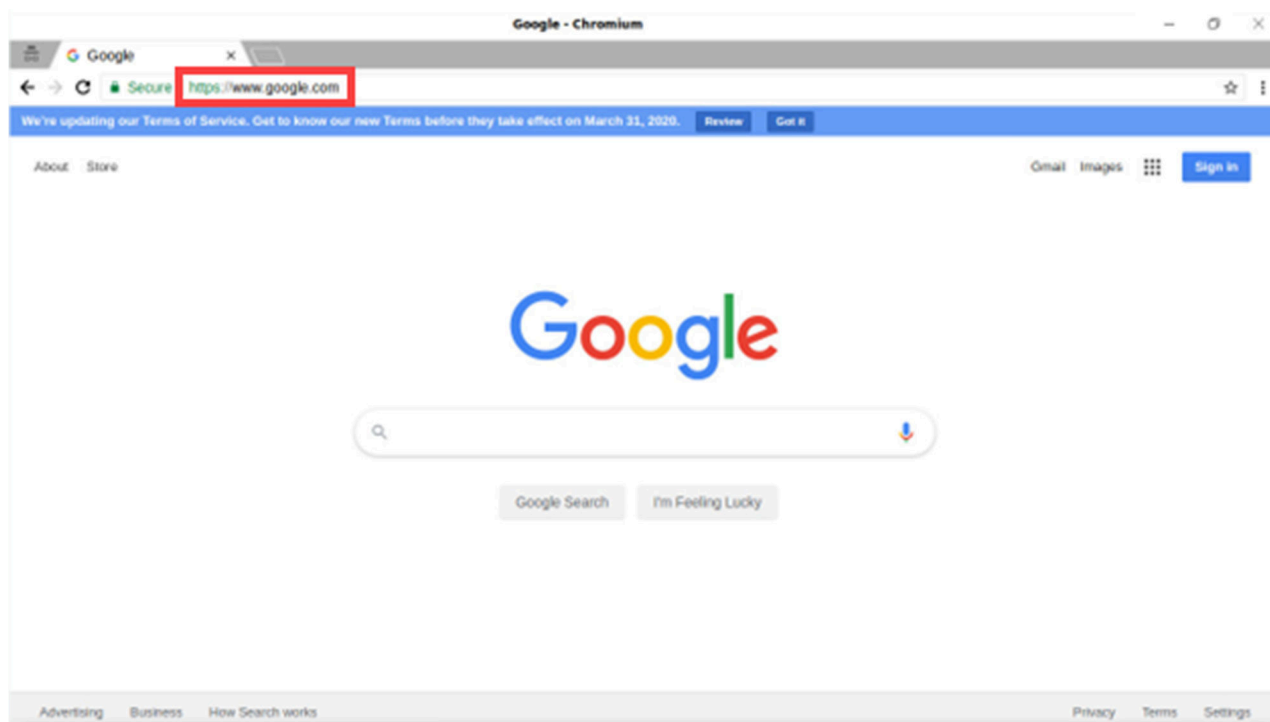 Google - Chromium
Google
Secure https://www.google.com
We're updating our Terms of Service. Get to know our new Terms before they take effect on March 31, 2020. Review Got it
About Store Gmail Images Sign in
Google
Google Search I'm Feeling Lucky
Advertising Business How Search works Privacy Terms Settings